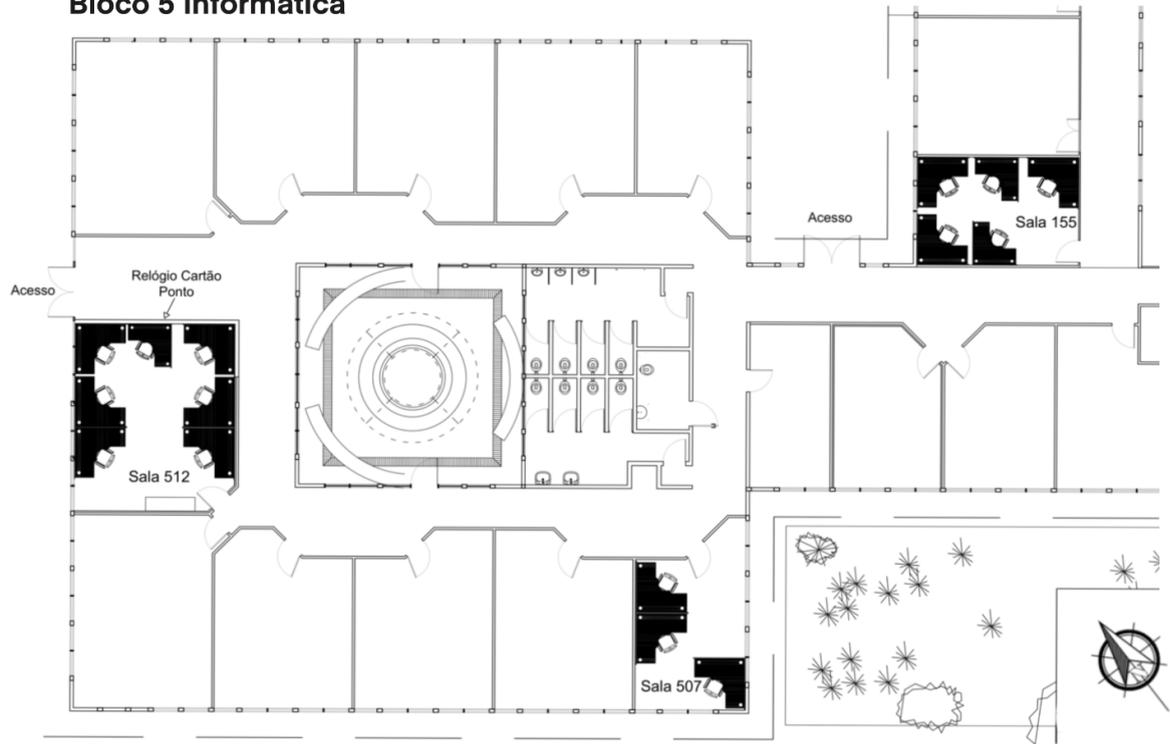 Bloco 5 Informática
Acesso
Sala 155
Acesso
Relógio Cartão
Ponto
Sala 512
Sala 507